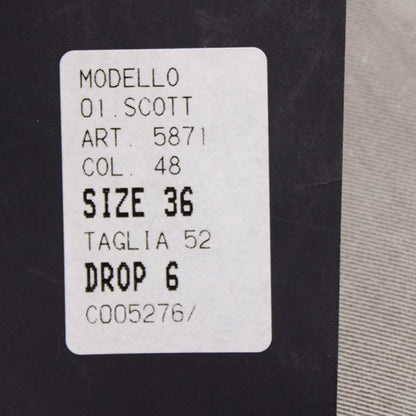 MODELLO
01.SCOTT
ART. 5871
COL. 48
SIZE 36
TAGLIA 52
DROP 6
C005276/